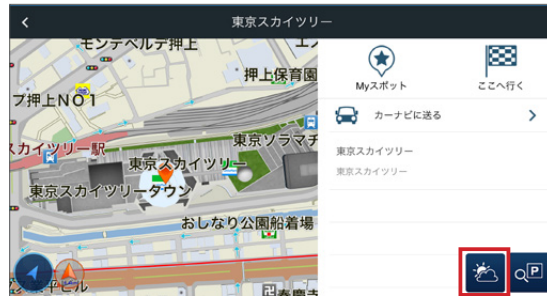 東京スカイツリー
モンテベルデ押上
押上保育園
プ押上NO1
スカイツリー駅
東京ソラマチ
東京スカイツリー
東京スカイツリータウン
おしなり公園船着場
Myスポット
ここへ行く
カーナビに送る
東京スカイツリー
東京スカイツリー
P